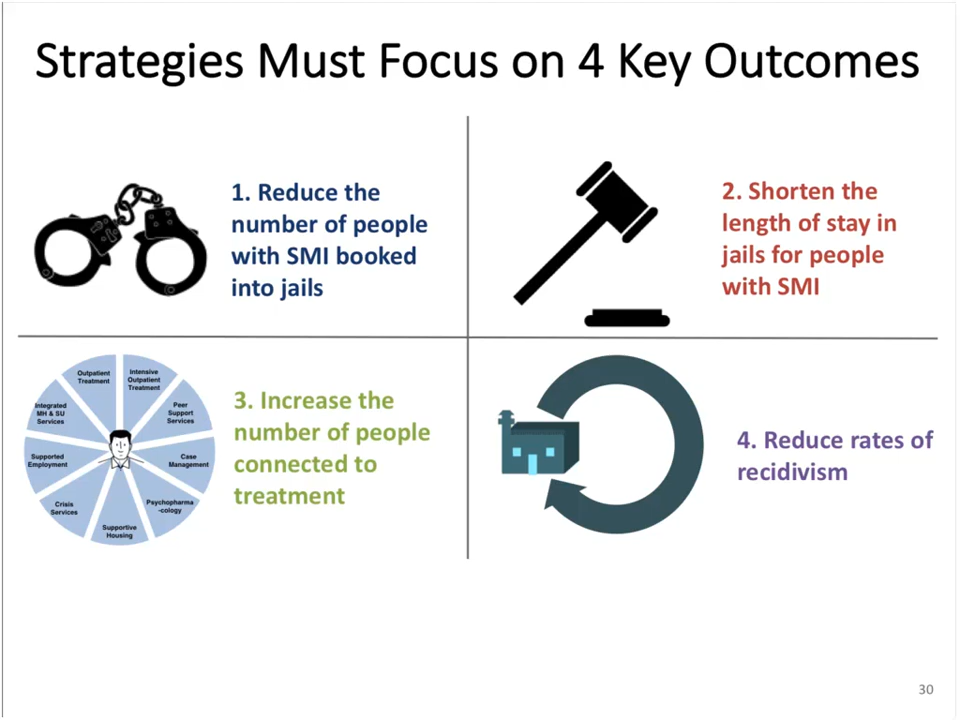 Strategies Must Focus on 4 Key Outcomes
1. Reduce the
number of people
with SMI booked
into jails
2. Shorten the
length of stay in
jails for people
with SMI
Outpatient
Treatment
Intensive
Outpatient
Treatment
Peer
Support
Services
Case
Management
Psychopharma
-cology
Supportive
Housing
Crisis
Services
Supported
Employment
Integrated
MH & SU
Services
3. Increase the
number of people
connected to
treatment
4. Reduce rates of
recidivism
30